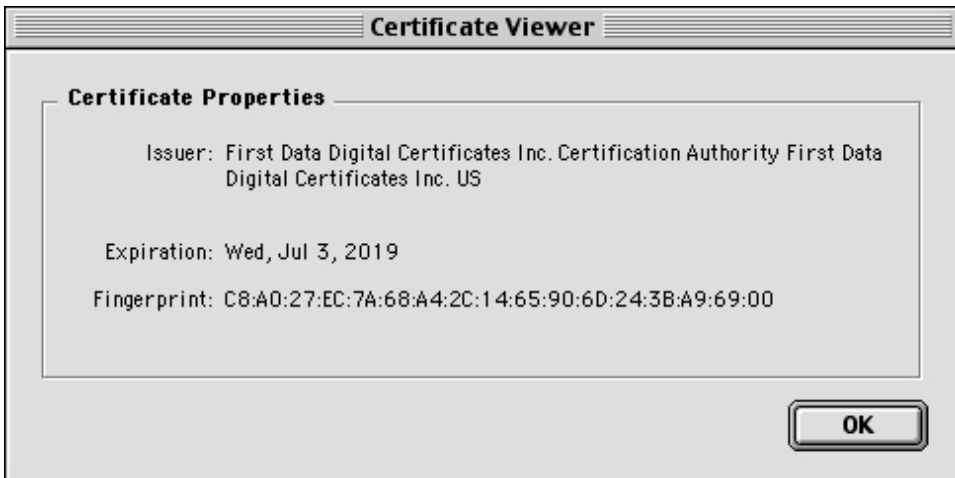 Certificate Viewer
Certificate Properties
Issuer: First Data Digital Certificates Inc. Certification Authority First Data
Digital Certificates Inc. US
Expiration: Wed, Jul 3, 2019
Fingerprint: C8:A0:27:EC:7A:68:A4:2C:14:65:90:6D:24:3B:A9:69:00
OK